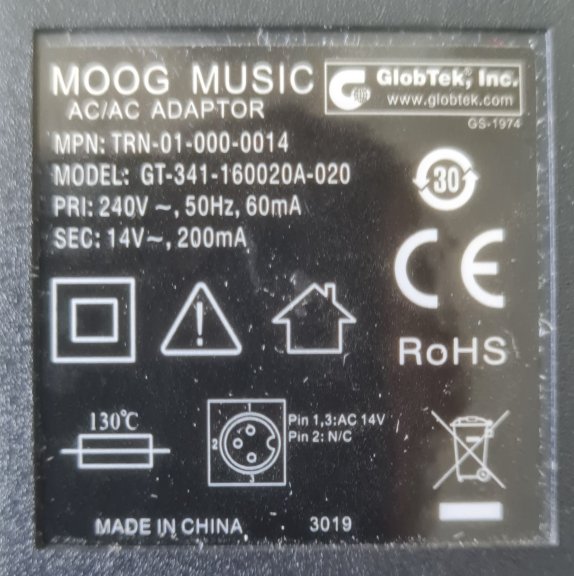 MOOG MUSIC
AC/AC ADAPTOR
GlobTek®, Inc.
www.globtek.com
GS-1974
MPN: TRN-01-000-0014
MODEL: GT-341-160020A-020
PRI: 240V ~, 50Hz, 60mA
SEC: 14V~, 200mA
30
CE
RoHS
130℃
1
2
3
Pin 1,3:AC 14V
Pin 2: N/C
MADE IN CHINA
3019